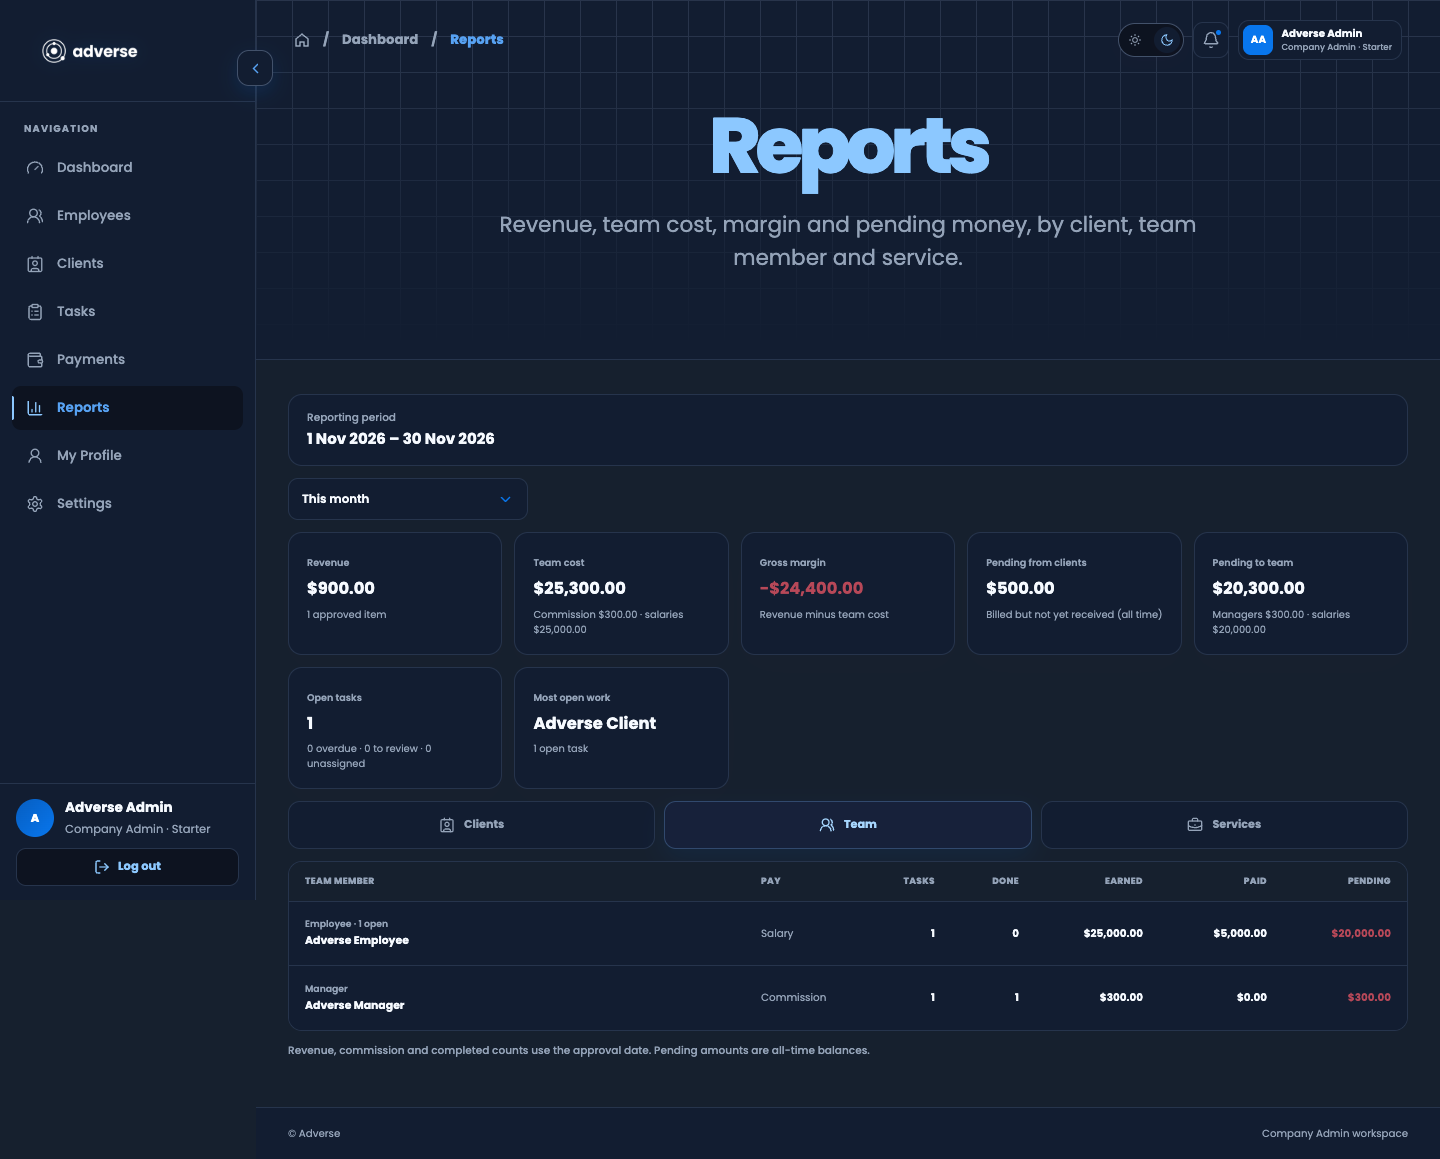 adverse
NAVIGATION
Dashboard
Employees
Clients
Tasks
Payments
Reports
My Profile
Settings
Adverse Admin
Company Admin · Starter
A
Log out
/ Dashboard / Reports
AA
Adverse Admin
Company Admin · Starter
Reports
Revenue, team cost, margin and pending money, by client, team
member and service.
Reporting period
1 Nov 2026 – 30 Nov 2026
This month
Revenue
$900.00
1 approved item
Team cost
$25,300.00
Commission $300.00 · salaries
$25,000.00
Gross margin
-$24,400.00
Revenue minus team cost
Pending from clients
$500.00
Billed but not yet received (all time)
Pending to team
$20,300.00
Managers $300.00 · salaries
$20,000.00
Open tasks
1
0 overdue · 0 to review · 0
unassigned
Most open work
Adverse Client
1 open task
Clients
Team
Services
TEAM MEMBER PAY TASKS DONE EARNED PAID PENDING
Employee · 1 open
Adverse Employee Salary 1 0 $25,000.00 $5,000.00 $20,000.00
Manager
Adverse Manager Commission 1 1 $300.00 $0.00 $300.00
Revenue, commission and completed counts use the approval date. Pending amounts are all-time balances.
© Adverse
Company Admin workspace